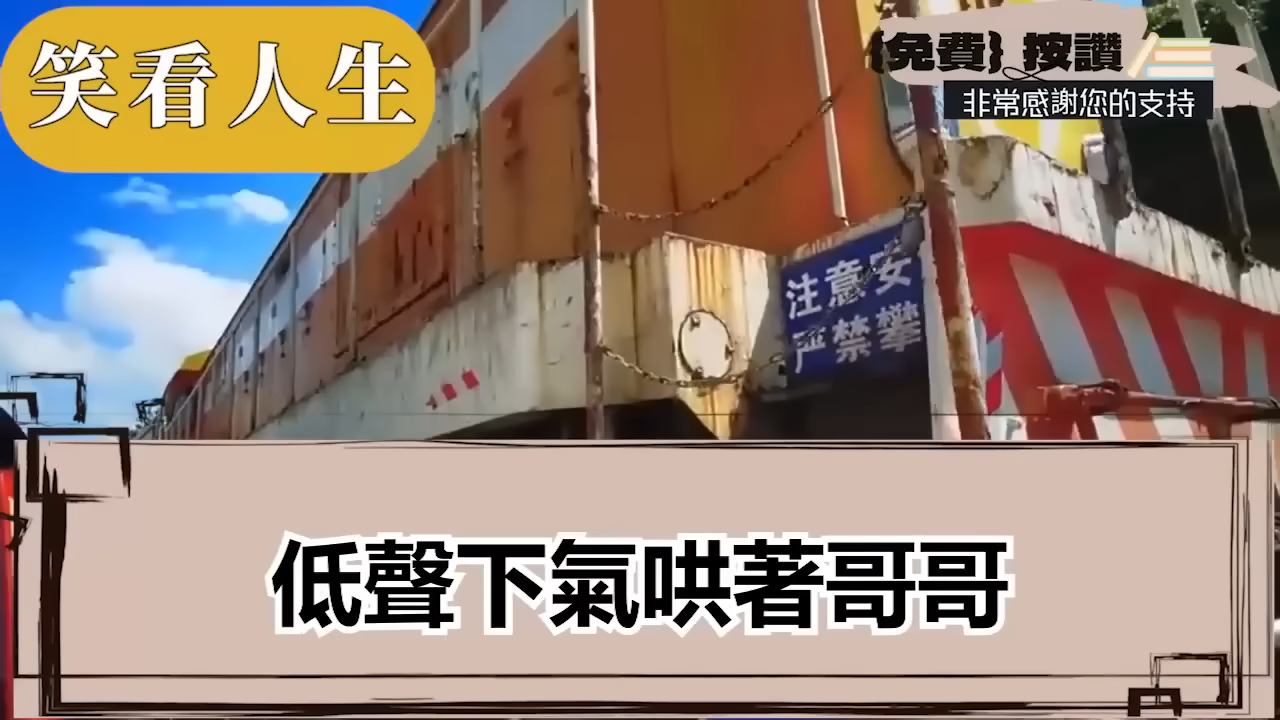 笑看人生
{免費} 按讚
非常感謝您的支持
注意安
严禁攀
低聲下氣哄著哥哥